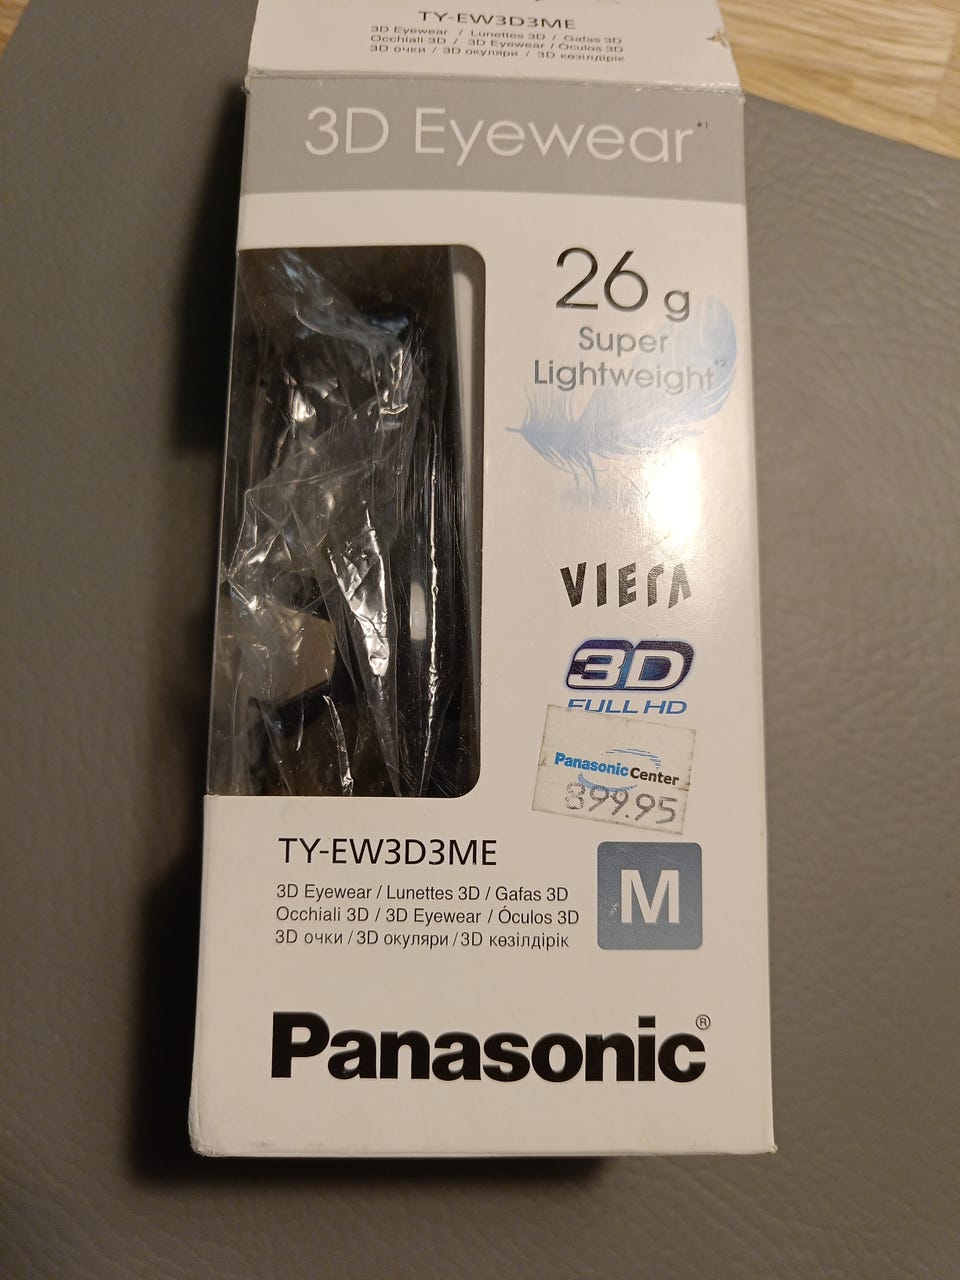 TY-EW3D3ME
3D Eyewear / Lunettes 3D / Gafas 3D
Occhiali 3D / 3D Eyewear / Óculos 3D
3D очки / 3D окуляри / 3D көзілдірік
3D Eyewear*1
26 g
Super
Lightweight*2
VIERA
3D
FULL HD
Panasonic Center
899.95
TY-EW3D3ME
3D Eyewear / Lunettes 3D / Gafas 3D
Occhiali 3D / 3D Eyewear / Óculos 3D
3D очки / 3D окуляри / 3D көзілдірік
M
Panasonic®